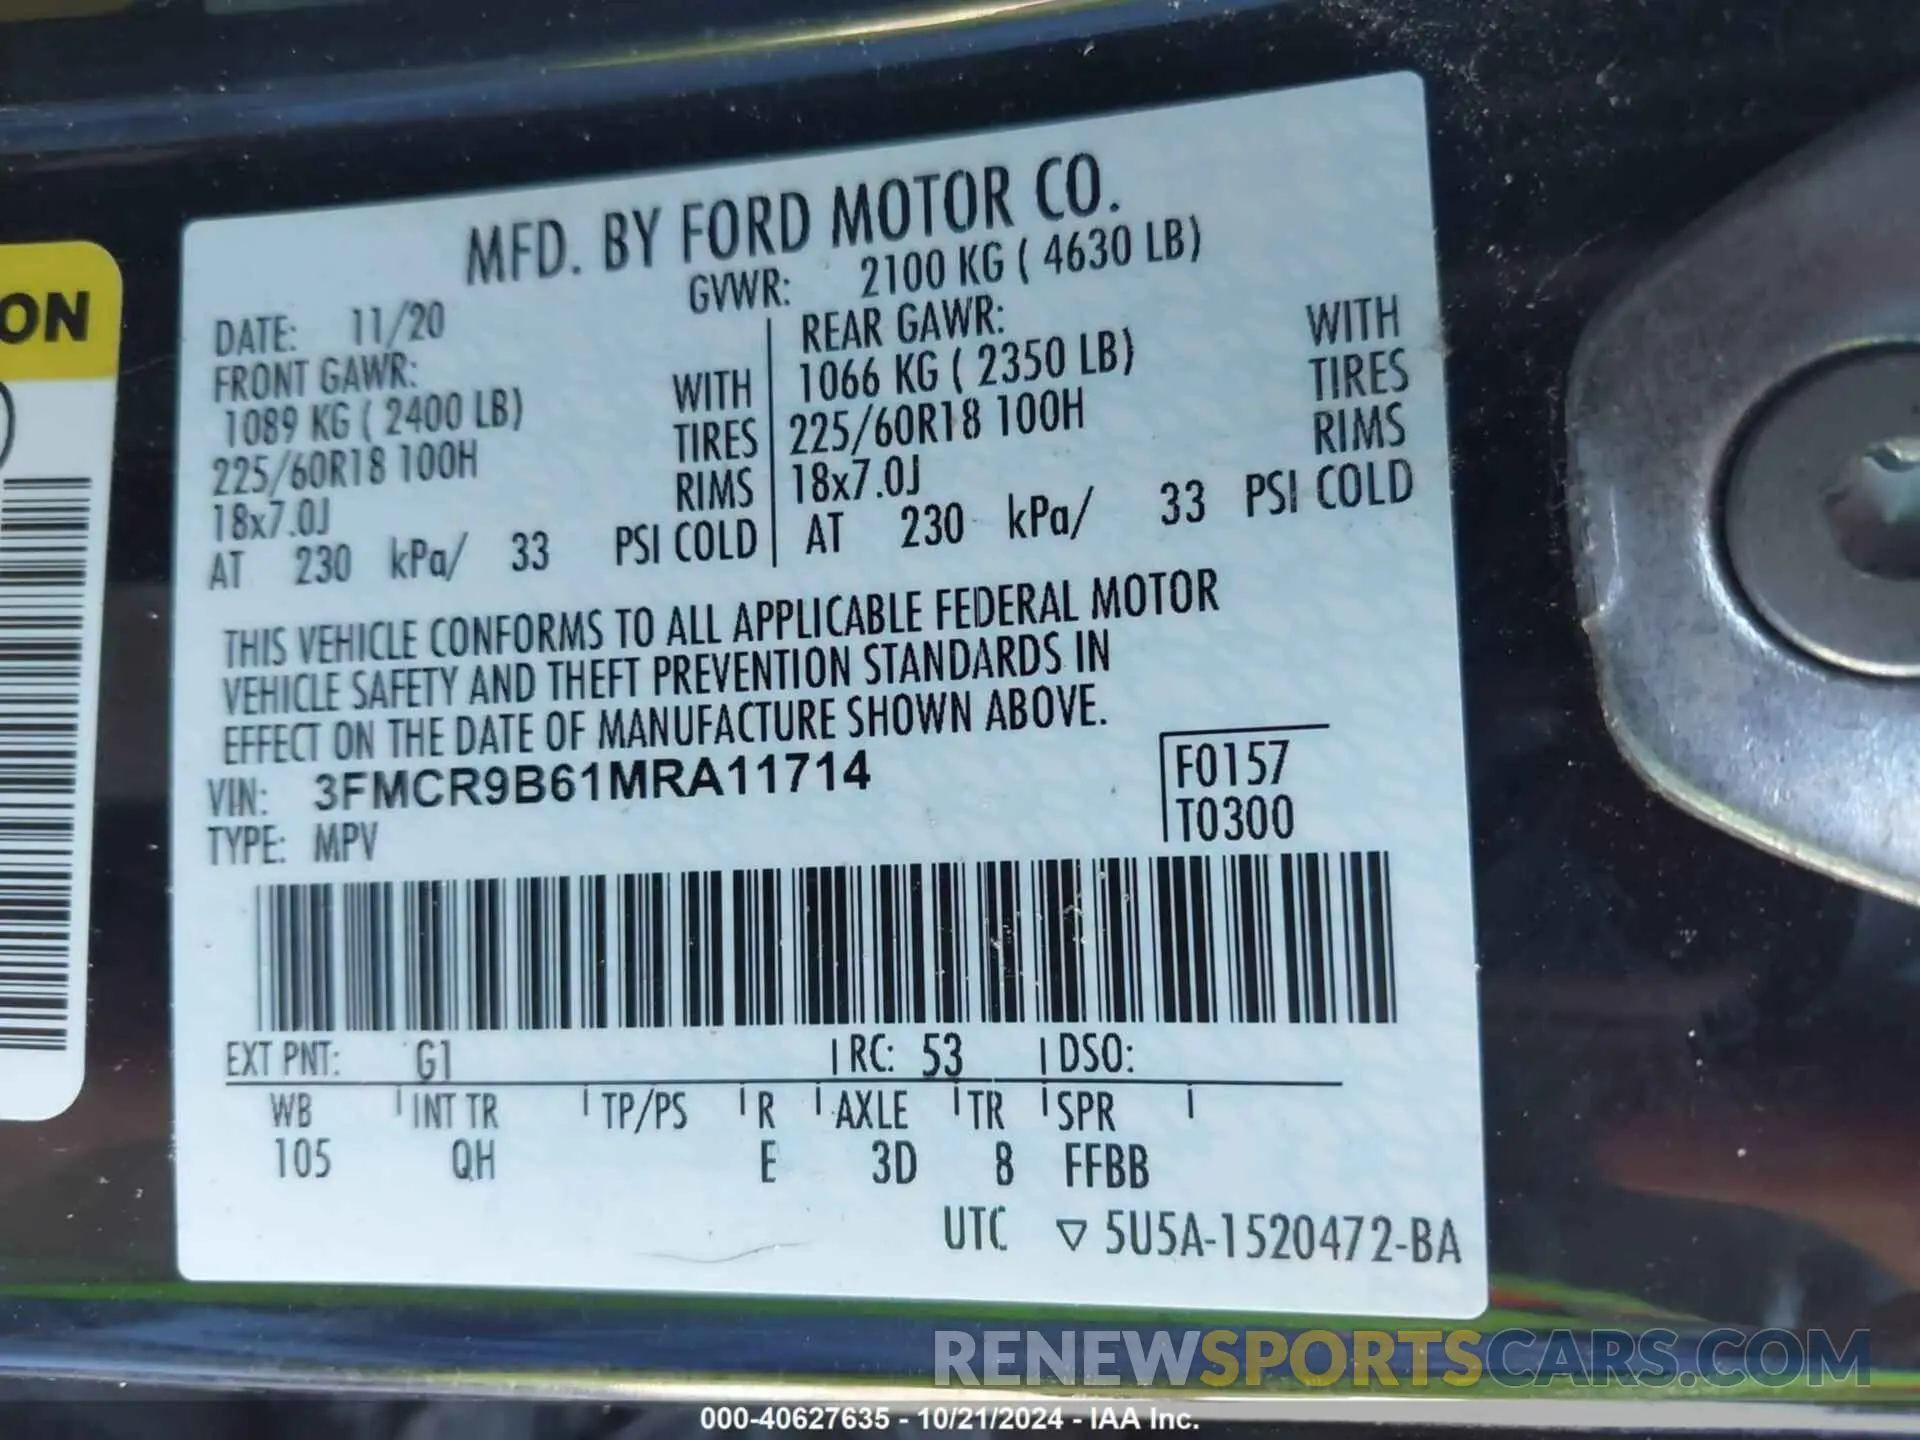 ON
MFD. BY FORD MOTOR CO.
DATE: 11/20 GVWR: 2100 KG ( 4630 LB)
FRONT GAWR: REAR GAWR:
1089 KG ( 2400 LB) WITH 1066 KG ( 2350 LB) WITH
225/60R18 100H TIRES 225/60R18 100H TIRES
18x7.0J RIMS 18x7.0J RIMS
AT 230 kPa/ 33 PSI COLD AT 230 kPa/ 33 PSI COLD
THIS VEHICLE CONFORMS TO ALL APPLICABLE FEDERAL MOTOR
VEHICLE SAFETY AND THEFT PREVENTION STANDARDS IN
EFFECT ON THE DATE OF MANUFACTURE SHOWN ABOVE.
VIN: 3FMCR9B61MRA11714 F0157
TYPE: MPV T0300
EXT PNT: G1 RC: 53 DSO:
WB INT TR TP/PS R AXLE TR SPR
105 QH E 3D 8 FFBB
UTC ▽ 5U5A-1520472-BA
RENEWSPORTSCARS.COM
000-40627635 - 10/21/2024 - IAA Inc.